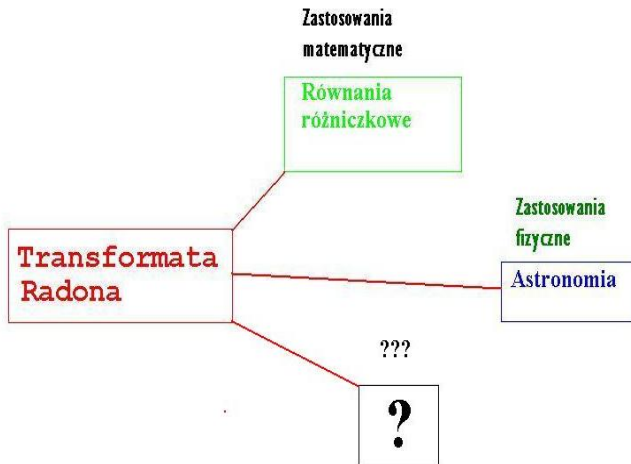 Zastosowania
matematyczne
Równania
różniczkowe
Zastosowania
fizyczne
Transformata
Radona
Astronomia
???
?